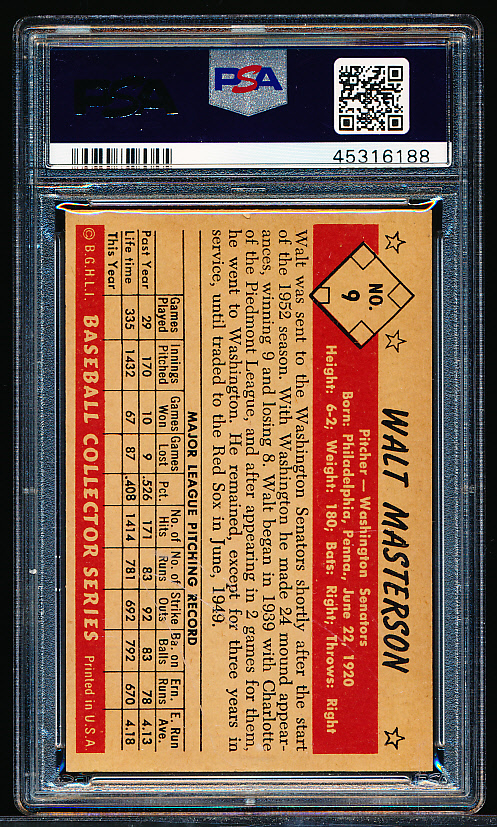 PSA
PSA
45316188
NO.
9
WALT MASTERSON
Pitcher — Washington Senators
Born: Philadelphia, Penna., June 22, 1920
Height: 6-2; Weight: 180; Bats: Right; Throws: Right
Walt was sent to the Washington Senators shortly after the start
of the 1952 season. With Washington he made 24 mound appear-
ances, winning 9 and losing 8. Walt began in 1939 with Charlotte
of the Piedmont League, and after appearing in 2 games for them,
he went to Washington. He remained, except for three years in
service, until traded to the Red Sox in June, 1949.
MAJOR LEAGUE PITCHING RECORD
Games Innings Games Games No. of No. of Strike Ba. on Ern. E. Run
Played Pitched Won Lost Pct. Hits Runs Outs Balls Runs Ave.
Past Year 29 170 10 9 .526 171 83 92 83 78 4.13
Life time 335 1432 67 87 .408 1414 781 692 792 670 4.18
This Year
© B.G.H.L.I. BASEBALL COLLECTOR SERIES Printed in U.S.A.